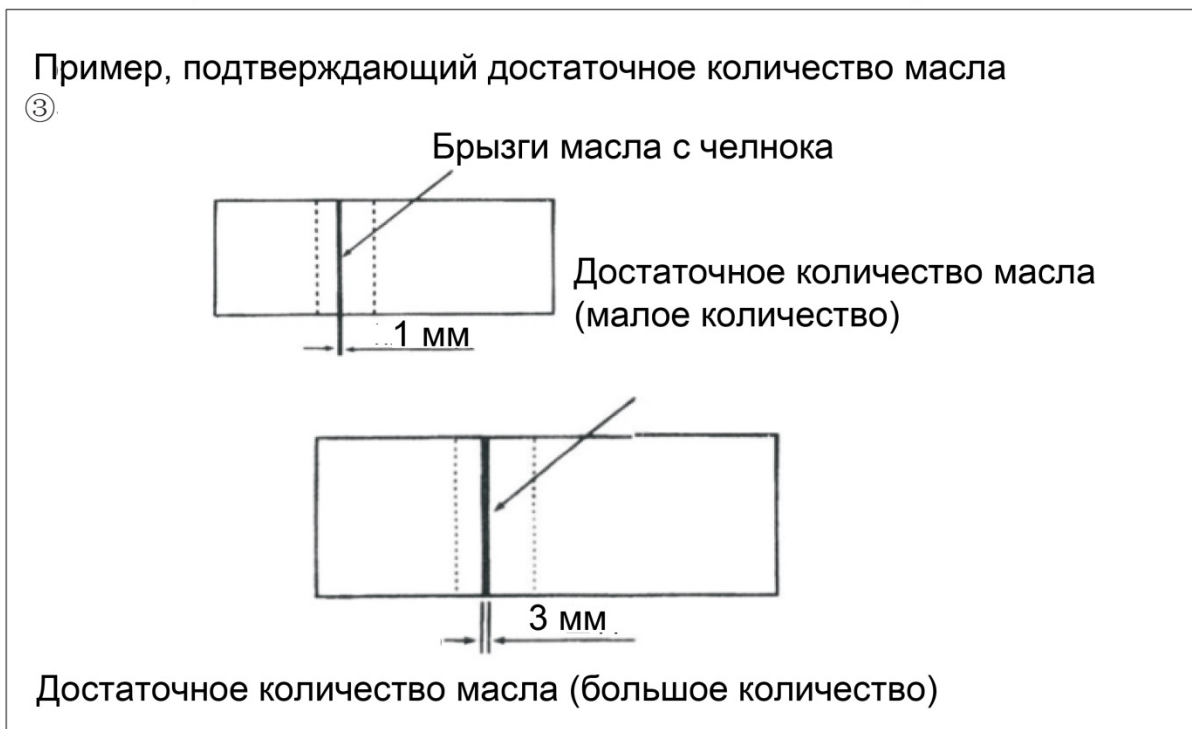 Пример, подтверждающий достаточное количество масла
③
Брызги масла с челнока
Достаточное количество масла
(малое количество)
1 мм
3 мм
Достаточное количество масла (большое количество)